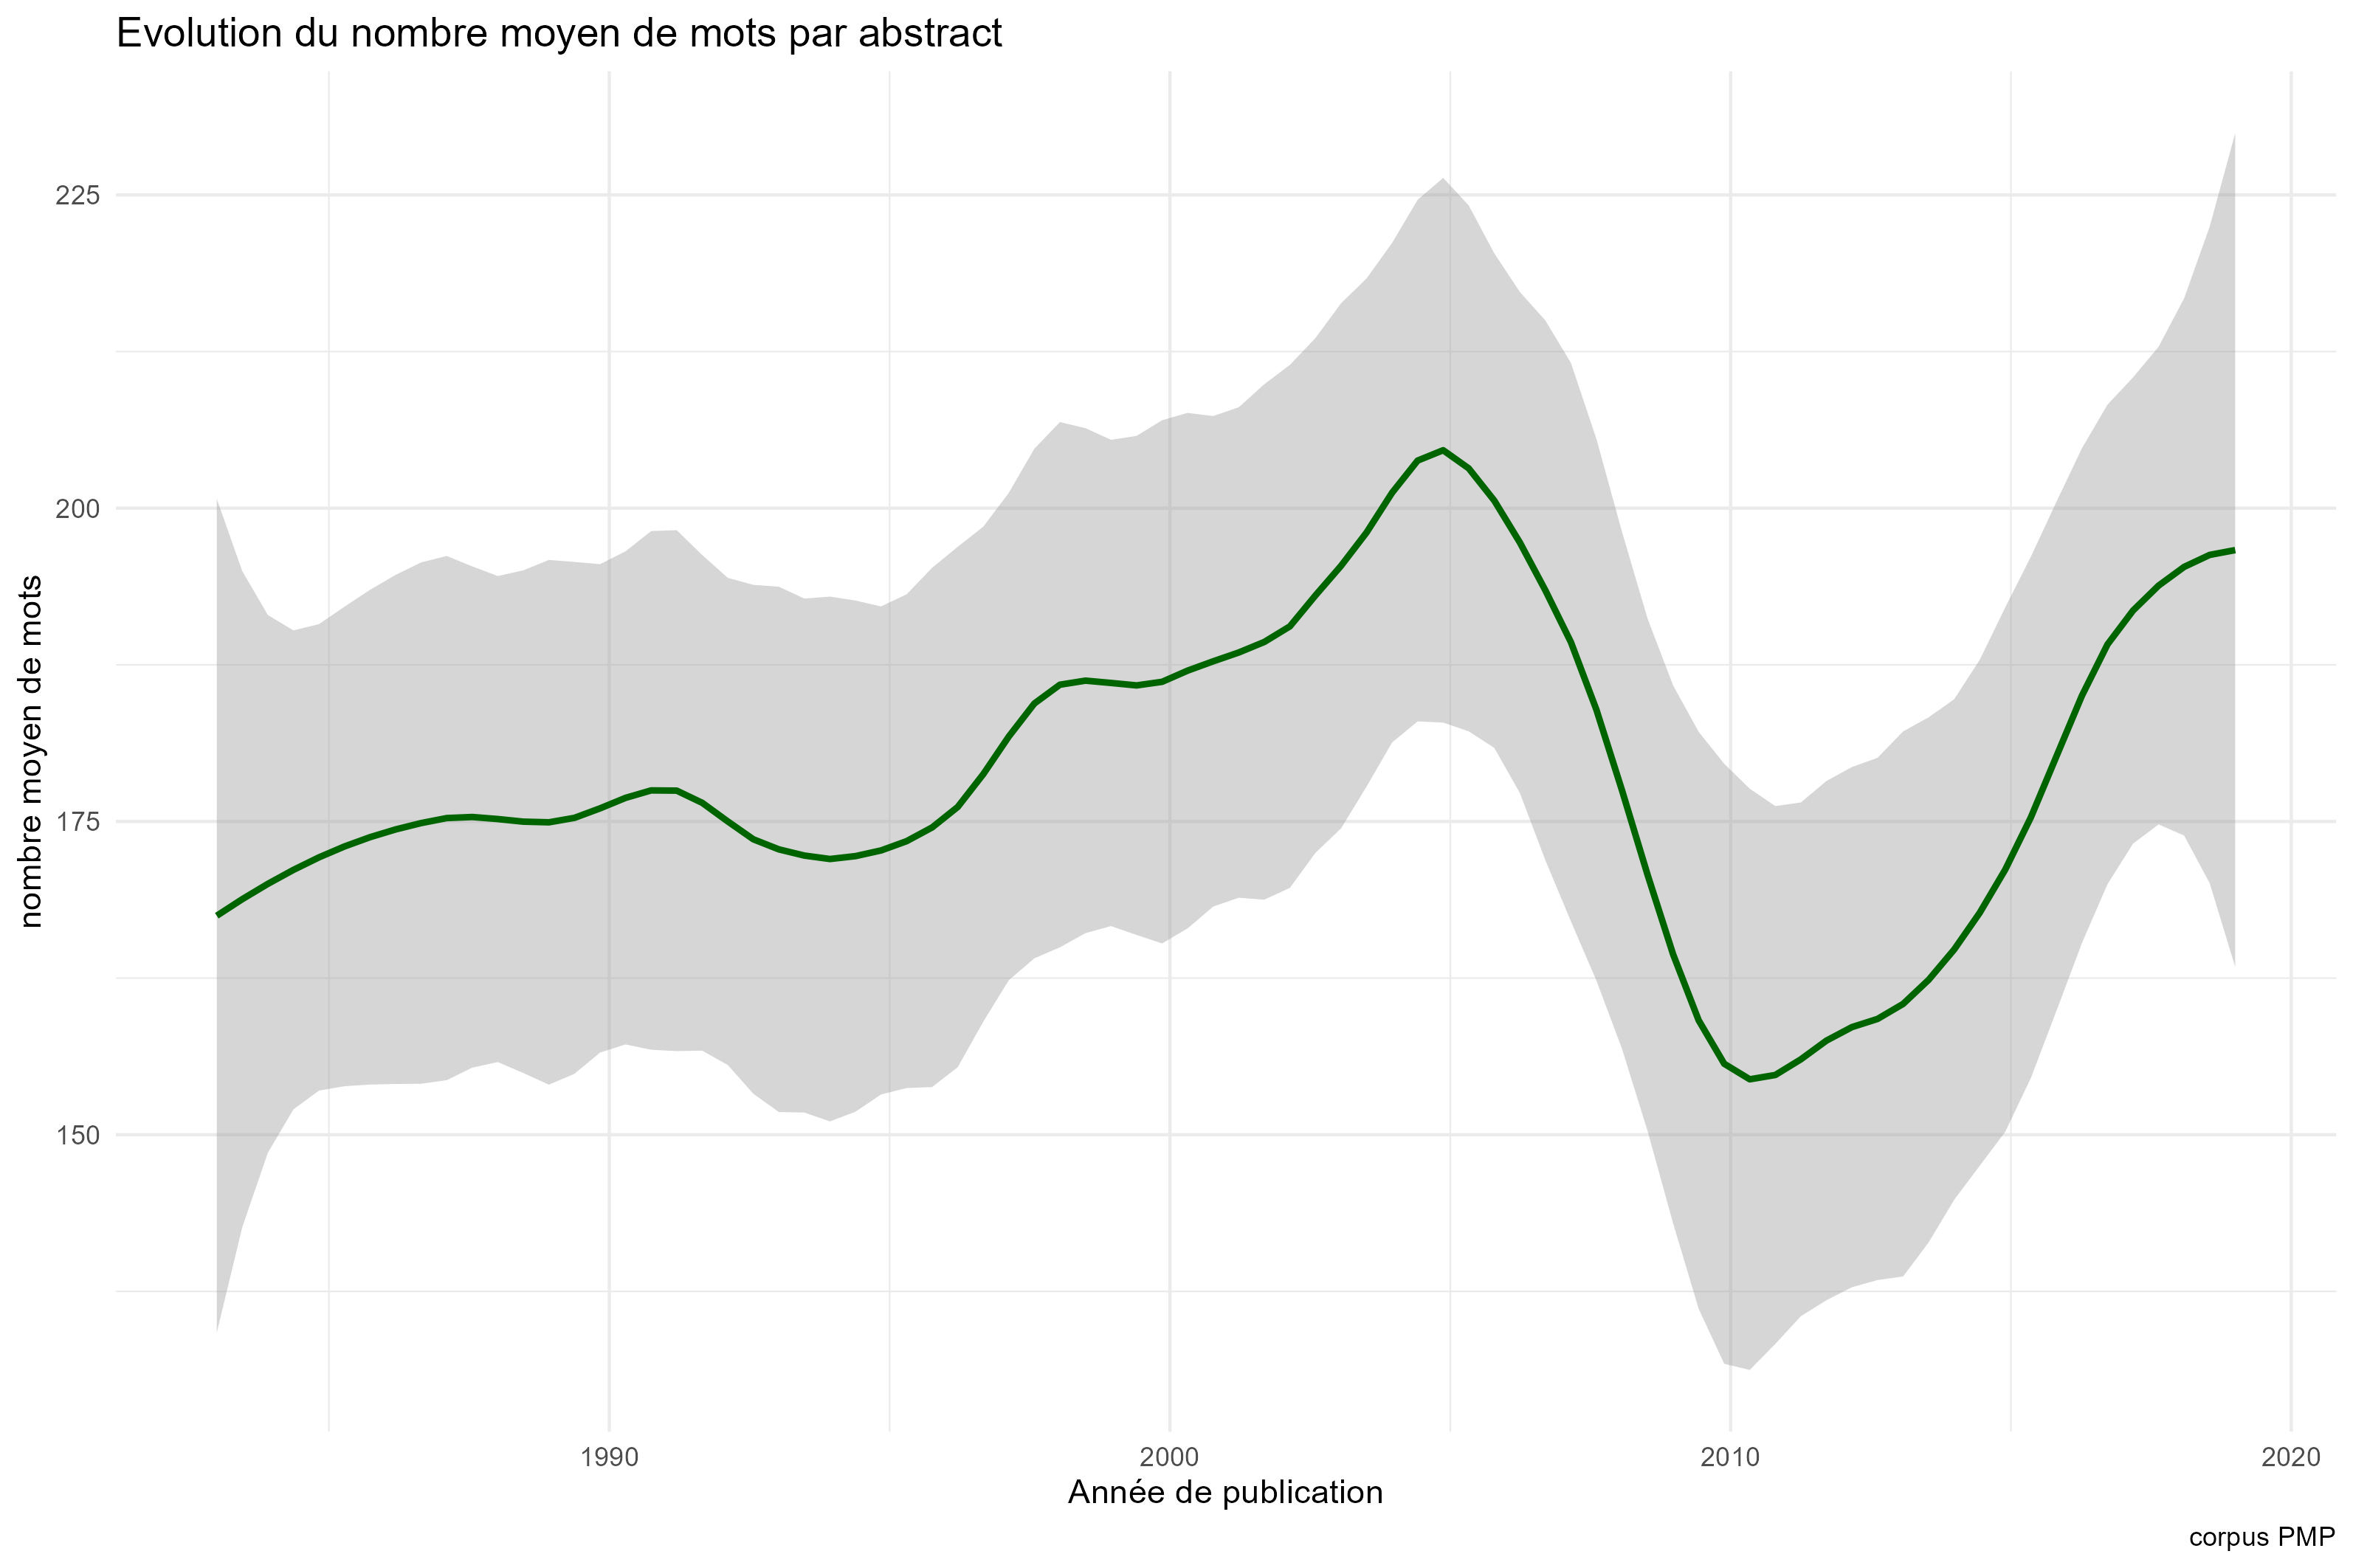 Evolution du nombre moyen de mots par abstract
nombre moyen de mots
225
200
175
150
1990
2000
2010
2020
Année de publication
corpus PMP